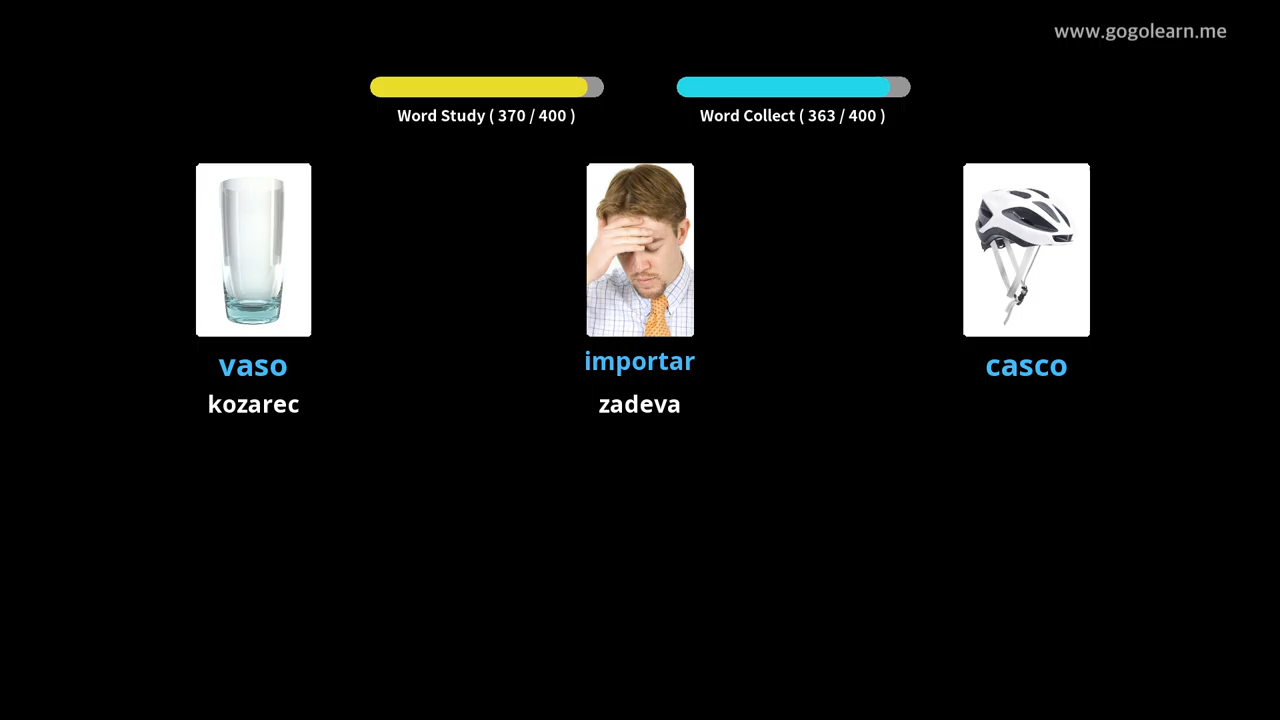 www.gogolearn.me
Word Study ( 370 / 400 )
Word Collect ( 363 / 400 )
vaso
importar
casco
kozarec
zadeva